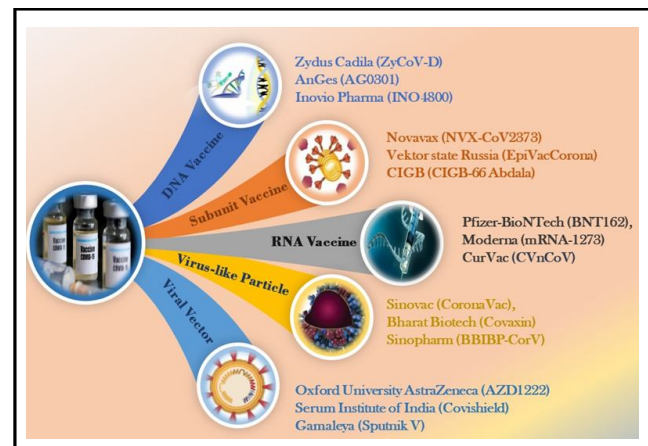 Zydus Cadila (ZyCoV-D)
AnGes (AG0301)
Inovio Pharma (INO4800)
DNA Vaccine
Novavax (NVX-CoV2373)
Vektor state Russia (EpiVacCorona)
CIGB (CIGB-66 Abdala)
Subunit Vaccine
RNA Vaccine
Pfizer-BioNTech (BNT162),
Moderna (mRNA-1273)
CurVac (CVnCoV)
Virus-like Particle
Sinovac (CoronaVac),
Bharat Biotech (Covaxin)
Sinopharm (BBIBP-CorV)
Viral Vector
Oxford University AstraZeneca (AZD1222)
Serum Institute of India (Covishield)
Gamaleya (Sputnik V)
Vaccine